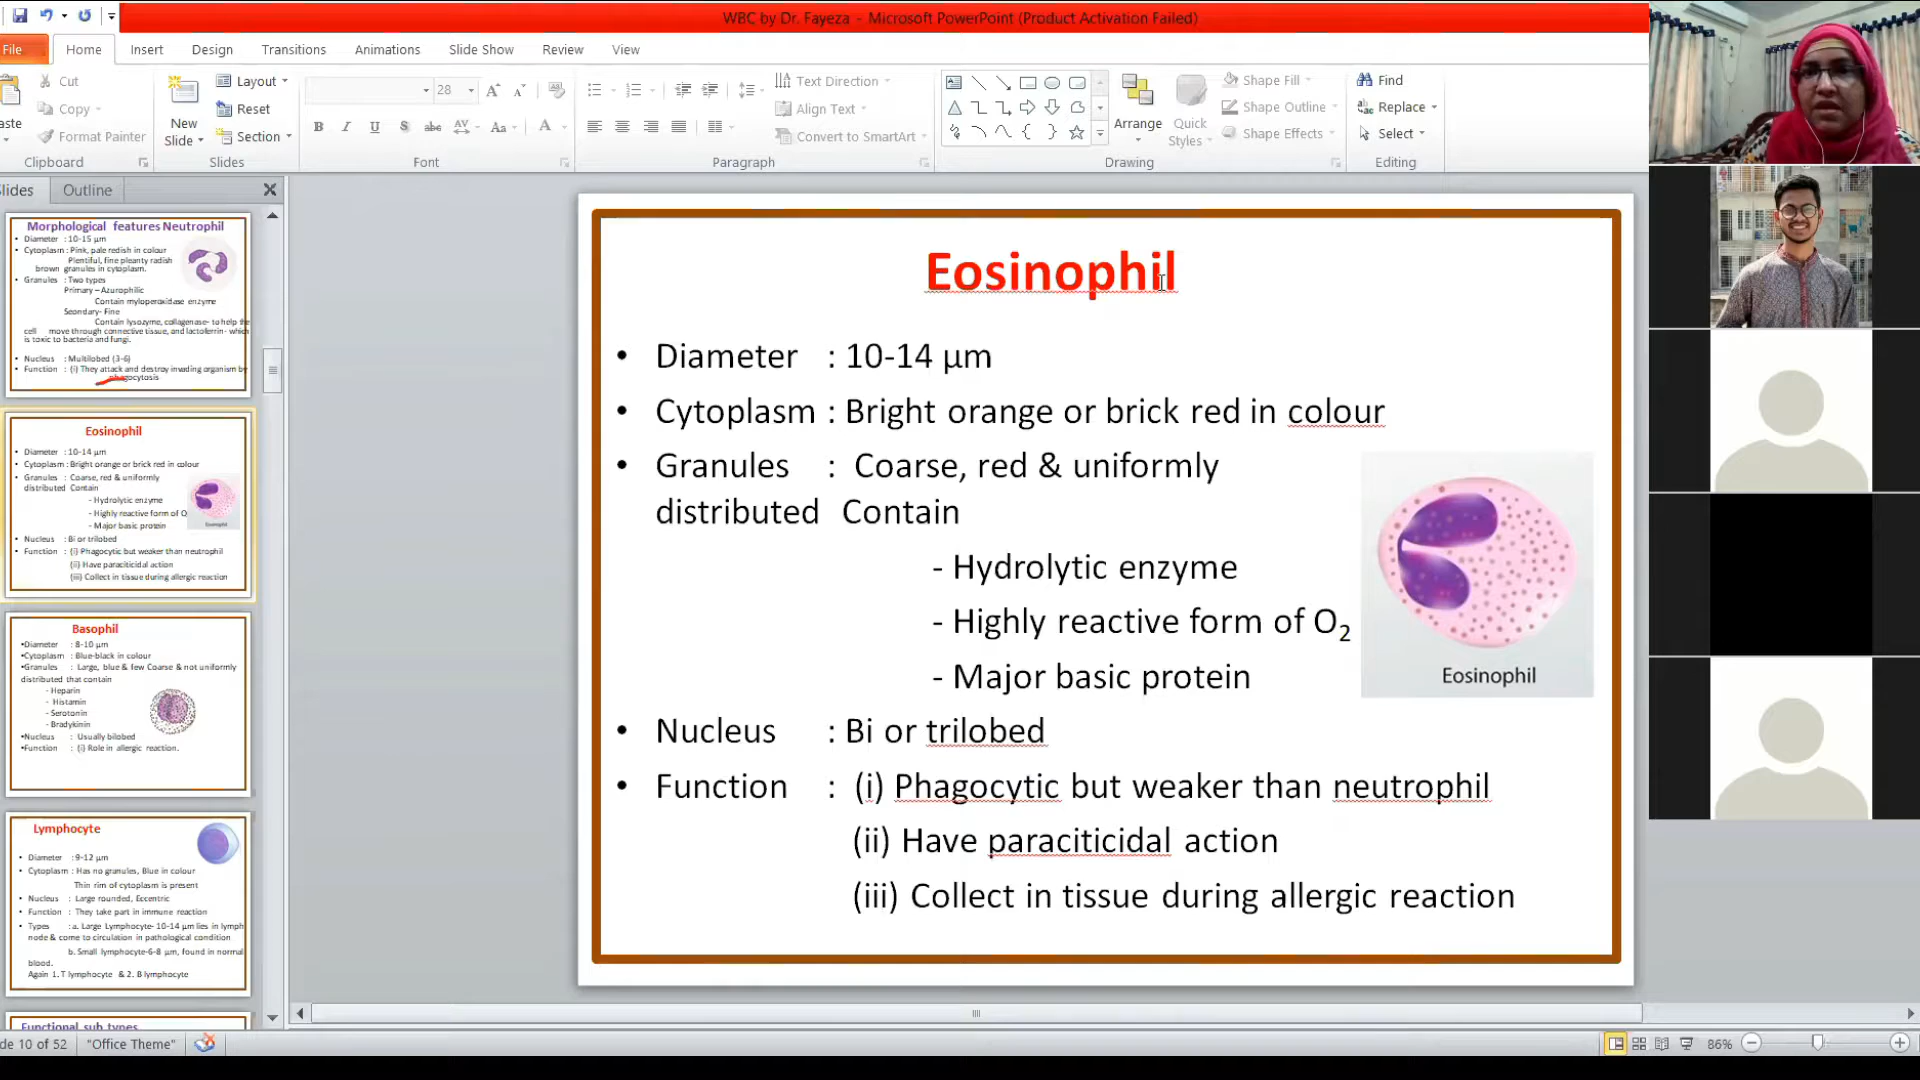 WBC by Dr. Fayeza - Microsoft PowerPoint (Product Activation Failed)
File Home Insert Design Transitions Animations Slide Show Review View
Cut
Copy
Format Painter
Clipboard
New
Slide
Layout
Reset
Section
Slides
28
Font
Text Direction
Align Text
Convert to SmartArt
Paragraph
Arrange
Quick
Styles
Shape Fill
Shape Outline
Shape Effects
Drawing
Find
Replace
Select
Editing
Outline
Morphological features Neutrophil
• Diameter : 10-15 µm
• Cytoplasm : Pink, pale redish in colour
Plentiful, fine pleanty radish
brown granules in cytoplasm.
• Granules : Two types
Primary – Azurophilic
Contain myloperoxidase enzyme
Seondary- Fine
Contain lysozyme, collagenase- to help the
cell move through connective tissue, and lactoferrin- which
is toxic to bacteria and fungi.
• Nucleus : Multilobed (3-6)
• Function : (i) They attack and destroy invading organism by
phagocytosis
Eosinophil
• Diameter : 10-14 µm
• Cytoplasm : Bright orange or brick red in colour
• Granules : Coarse, red & uniformly
distributed Contain
- Hydrolytic enzyme
- Highly reactive form of O
- Major basic protein
• Nucleus : Bi or trilobed
• Function : (i) Phagocytic but weaker than neutrophil
(ii) Have paraciticidal action
(iii) Collect in tissue during allergic reaction
Eosinophil
Basophil
•Diameter : 8-10 µm
•Cytoplasm : Blue-black in colour
•Granules : Large, blue & few Coarse & not uniformly
distributed that contain
- Heparin
- Histamin
- Serotonin
- Bradykinin
•Nucleus : Usually bilobed
•Function : (i) Role in allergic reaction.
Lymphocyte
• Diameter : 9-12 µm
• Cytoplasm : Has no granules, Blue in colour
Thin rim of cytoplasm is present
• Nucleus : Large rounded, Eccentric
• Function : They take part in immune reaction
• Types : a. Large Lymphocyte- 10-14 µm lies in lymph
node & come to circulation in pathological condition
b. Small lymphocyte-6-8 µm, found in normal
blood.
Again 1. T lymphocyte & 2. B lymphocyte
Functional sub types
Eosinophil
• Diameter : 10-14 µm
• Cytoplasm : Bright orange or brick red in colour
• Granules : Coarse, red & uniformly
distributed Contain
- Hydrolytic enzyme
- Highly reactive form of O2
- Major basic protein
Eosinophil
• Nucleus : Bi or trilobed
• Function : (i) Phagocytic but weaker than neutrophil
(ii) Have paraciticidal action
(iii) Collect in tissue during allergic reaction
10 of 52 "Office Theme" 86%